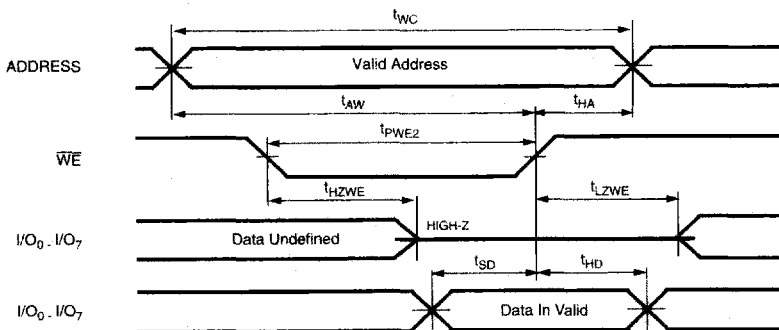 tWC
ADDRESS Valid Address
tAW tHA
WE tPWE2
tHZWE tLZWE
I/O0 - I/O7 Data Undefined HIGH-Z
tSD tHD
I/O0 - I/O7 Data In Valid